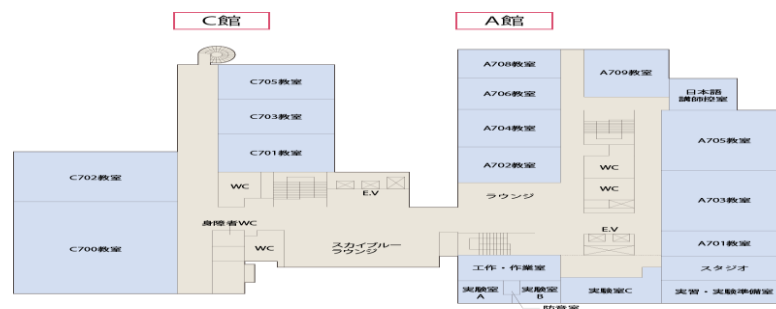 C館
A館
C705教室
C703教室
C701教室
C702教室
C700教室
WC
E.V
身障者WC
WC
スカイブルー
ラウンジ
A708教室
A706教室
A704教室
A702教室
ラウンジ
A709教室
日本語
講師控室
A705教室
WC
WC
A703教室
E.V
A701教室
工作・作業室
スタジオ
実験室
A
実験室
B
実験室C
実習・実験準備室
防音室